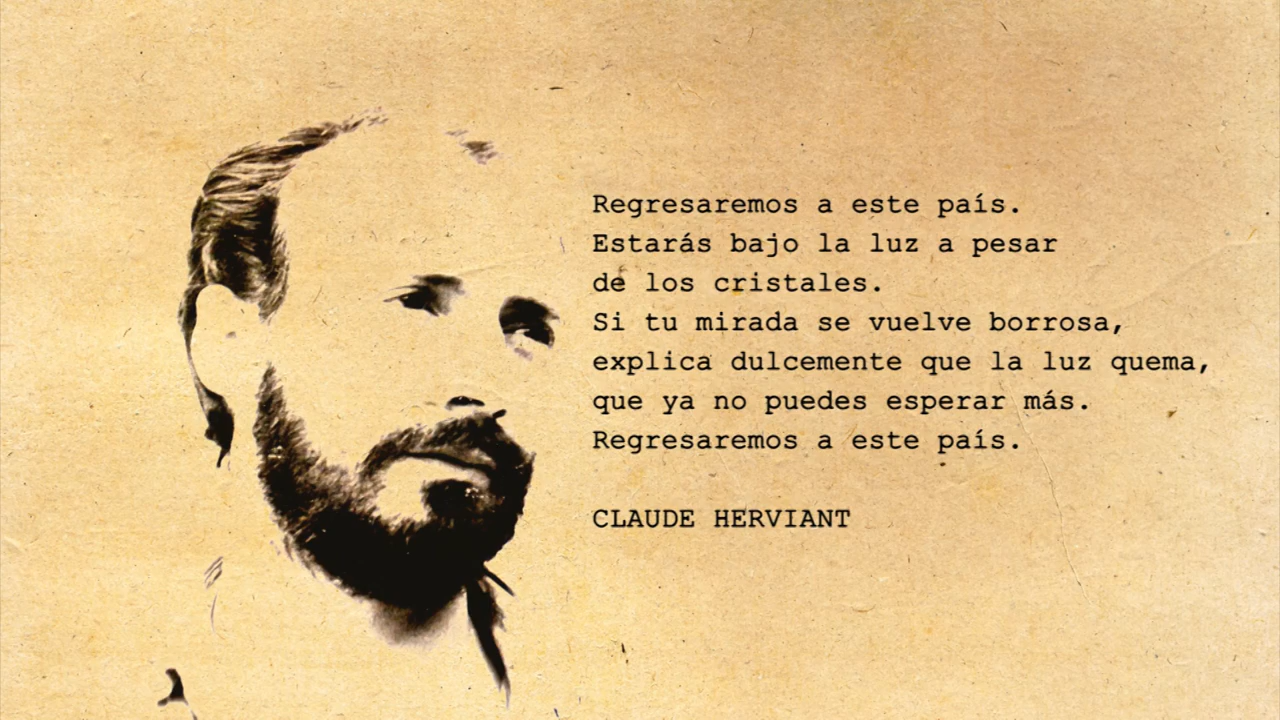 Regresaremos a este país.
Estarás bajo la luz a pesar
de los cristales.
Si tu mirada se vuelve borrosa,
explica dulcemente que la luz quema,
que ya no puedes esperar más.
Regresaremos a este país.
CLAUDE HERVIANT